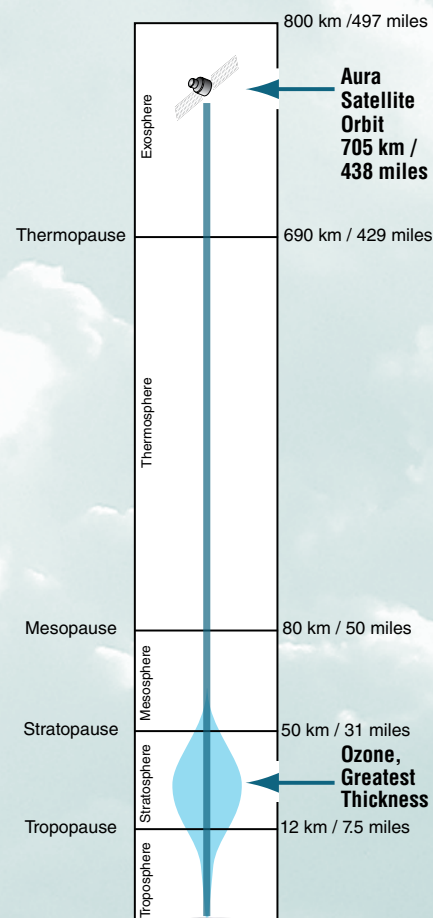 800 km /497 miles
Aura
Satellite
Orbit
705 km /
438 miles
Exosphere
Thermopause
690 km / 429 miles
Thermosphere
Mesopause
80 km / 50 miles
Mesosphere
Stratopause
50 km / 31 miles
Ozone,
Greatest
Thickness
Stratosphere
Tropopause
12 km / 7.5 miles
Troposphere